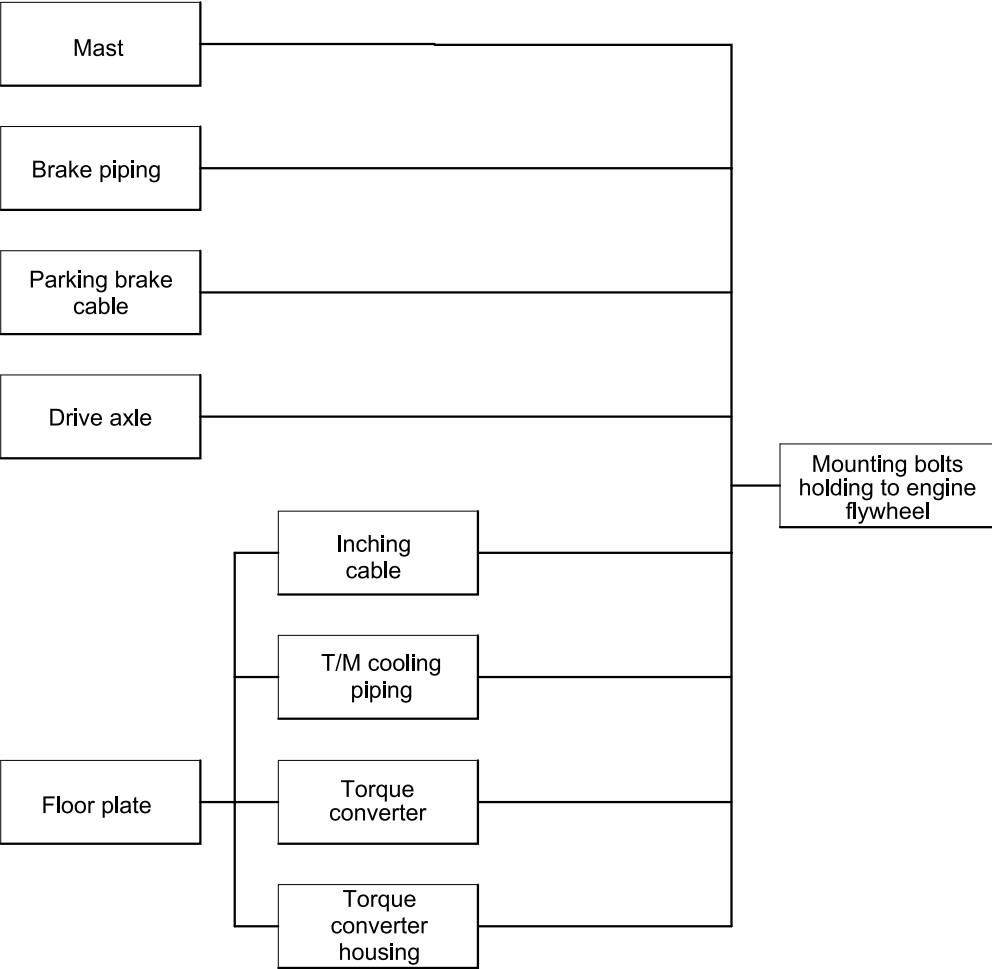 Mast
Brake piping
Parking brake
cable
Drive axle
Mounting bolts
holding to engine
flywheel
Inching
cable
T/M cooling
piping
Floor plate
Torque
converter
Torque
converter
housing